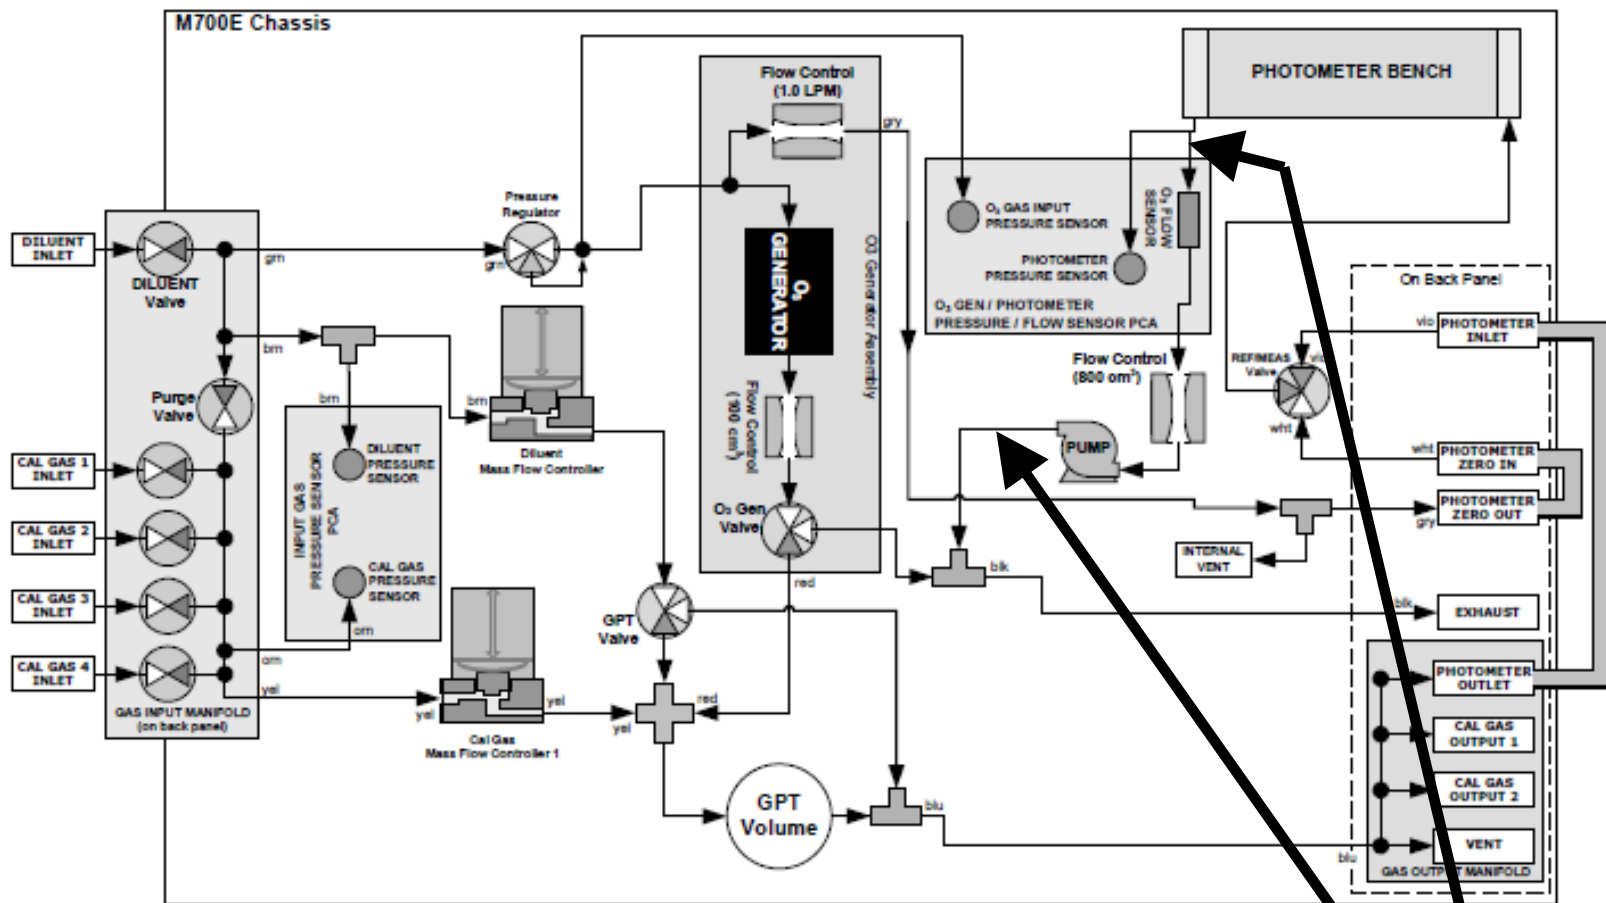 M700E Chassis
Flow Control
(1.0 LPM)
PHOTOMETER BENCH
gry
Pressure
Regulator
O₃ FLOW
SENSOR
O₃ GAS INPUT
PRESSURE SENSOR
DILUENT
INLET
grn
grn
DILUENT
Valve
O₃
GENERATOR
O3 Generator Assembly
PHOTOMETER
PRESSURE SENSOR
O₃ GEN / PHOTOMETER
PRESSURE / FLOW SENSOR PCA
On Back Panel
vio
PHOTOMETER
INLET
brn
REF/MEAS
Valve
vio
Flow Control
(800 cm³)
Purge
Valve
brn
brn
Flow Control
(100 cm³)
wht
wht
PHOTOMETER
ZERO IN
PUMP
DILUENT
PRESSURE
SENSOR
Diluent
Mass Flow Controller
CAL GAS 1
INLET
INPUT GAS
PRESSURE SENSOR
PCA
O₃ Gen
Valve
PHOTOMETER
ZERO OUT
gry
CAL GAS 2
INLET
INTERNAL
VENT
CAL GAS
PRESSURE
SENSOR
blk
red
CAL GAS 3
INLET
blk
EXHAUST
GPT
Valve
orn
orn
CAL GAS 4
INLET
yel
PHOTOMETER
OUTLET
red
yel
yel
yel
GAS INPUT MANIFOLD
(on back panel)
Cal Gas
Mass Flow Controller 1
CAL GAS
OUTPUT 1
CAL GAS
OUTPUT 2
GPT
Volume
blu
blu
VENT
GAS OUTPUT MANIFOLD